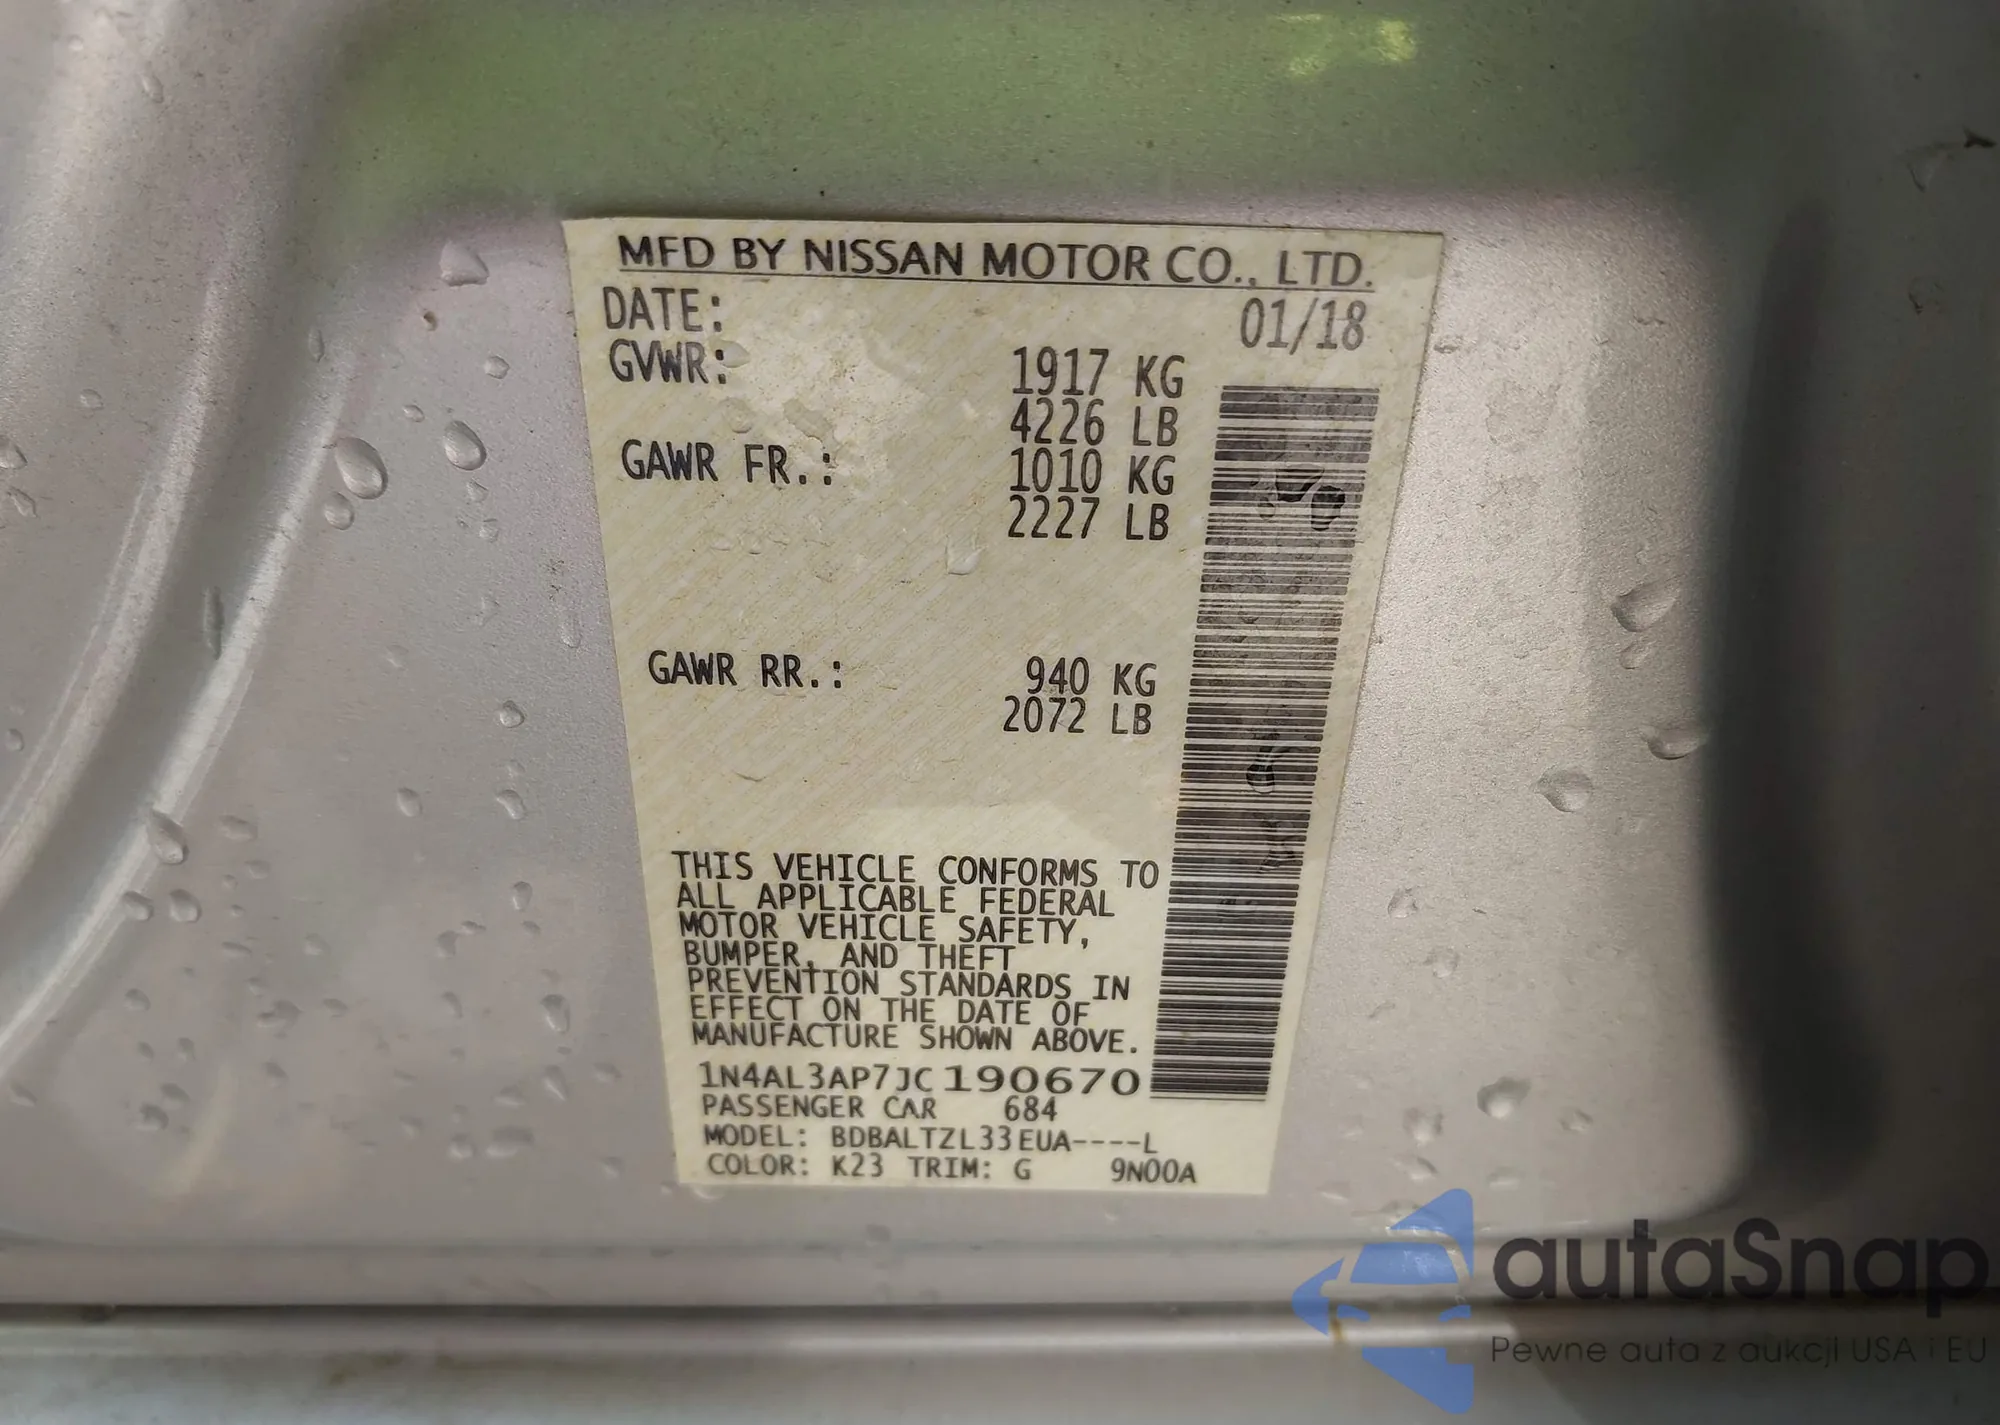 MFD BY NISSAN MOTOR CO., LTD.
DATE: 01/18
GVWR: 1917 KG
4226 LB
GAWR FR.: 1010 KG
2227 LB
GAWR RR.: 940 KG
2072 LB
THIS VEHICLE CONFORMS TO
ALL APPLICABLE FEDERAL
MOTOR VEHICLE SAFETY,
BUMPER, AND THEFT
PREVENTION STANDARDS IN
EFFECT ON THE DATE OF
MANUFACTURE SHOWN ABOVE.
1N4AL3AP7JC190670
PASSENGER CAR 684
MODEL: BDBALTZL33EUA----L
COLOR: K23 TRIM: G 9N00A
autaSnap
Pewne auta z aukcji USA i EU